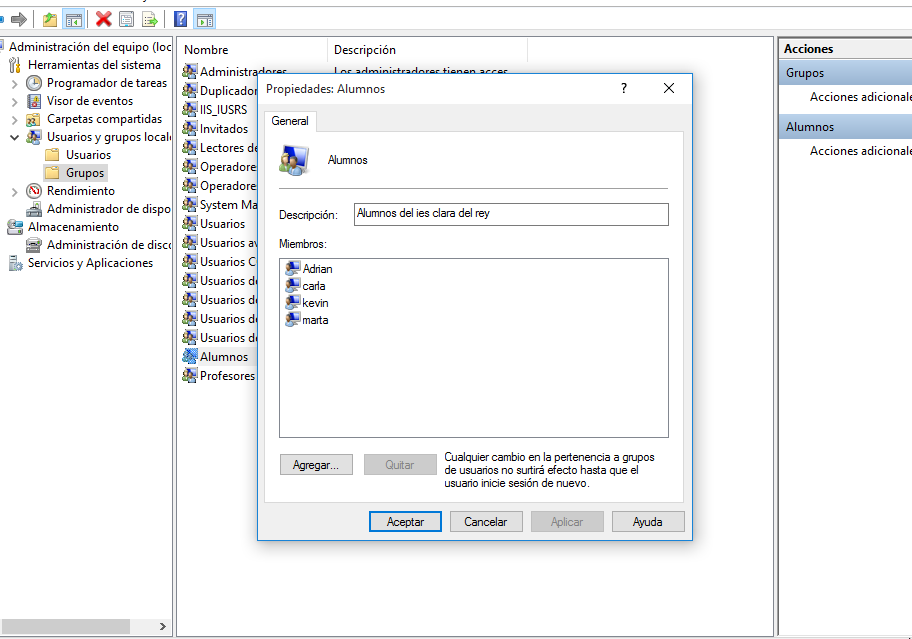 Administración del equipo (loc
Herramientas del sistema
Programador de tareas
Visor de eventos
Carpetas compartidas
Usuarios y grupos locale
Usuarios
Grupos
Rendimiento
Administrador de dispo
Almacenamiento
Administración de disco
Servicios y Aplicaciones
Nombre Descripción
Administradores Los administradores tienen acces
Duplicador
IIS_IUSRS
Invitados
Lectores de
Operadore
Operadore
System Ma
Usuarios
Usuarios av
Usuarios C
Usuarios de
Usuarios de
Usuarios de
Usuarios de
Alumnos
Profesores
Propiedades: Alumnos ?
General
Alumnos
Descripción: Alumnos del ies clara del rey
Miembros:
Adrian
carla
kevin
marta
Agregar... Quitar
Cualquier cambio en la pertenencia a grupos
de usuarios no surtirá efecto hasta que el
usuario inicie sesión de nuevo.
Aceptar Cancelar Aplicar Ayuda
Acciones
Grupos
Acciones adicionale
Alumnos
Acciones adicionale